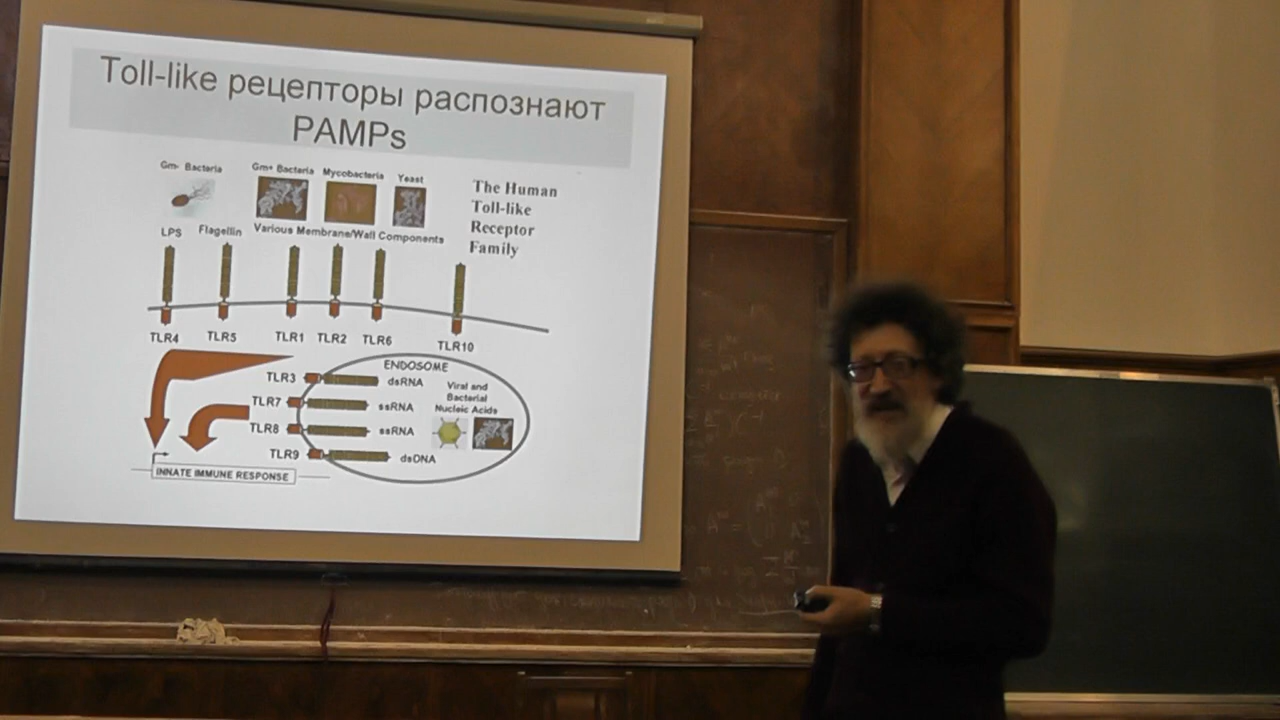 Toll-like рецепторы распознают
PAMPs
Gm- Bacteria
Gm+ Bacteria
Mycobacteria
Yeast
The Human
Toll-like
Receptor
Family
LPS
Flagellin
Various Membrane/Wall Components
TLR4
TLR5
TLR1
TLR2
TLR6
TLR10
ENDOSOME
TLR3
dsRNA
Viral and
Bacterial
Nucleic Acids
TLR7
ssRNA
TLR8
ssRNA
TLR9
dsDNA
INNATE IMMUNE RESPONSE